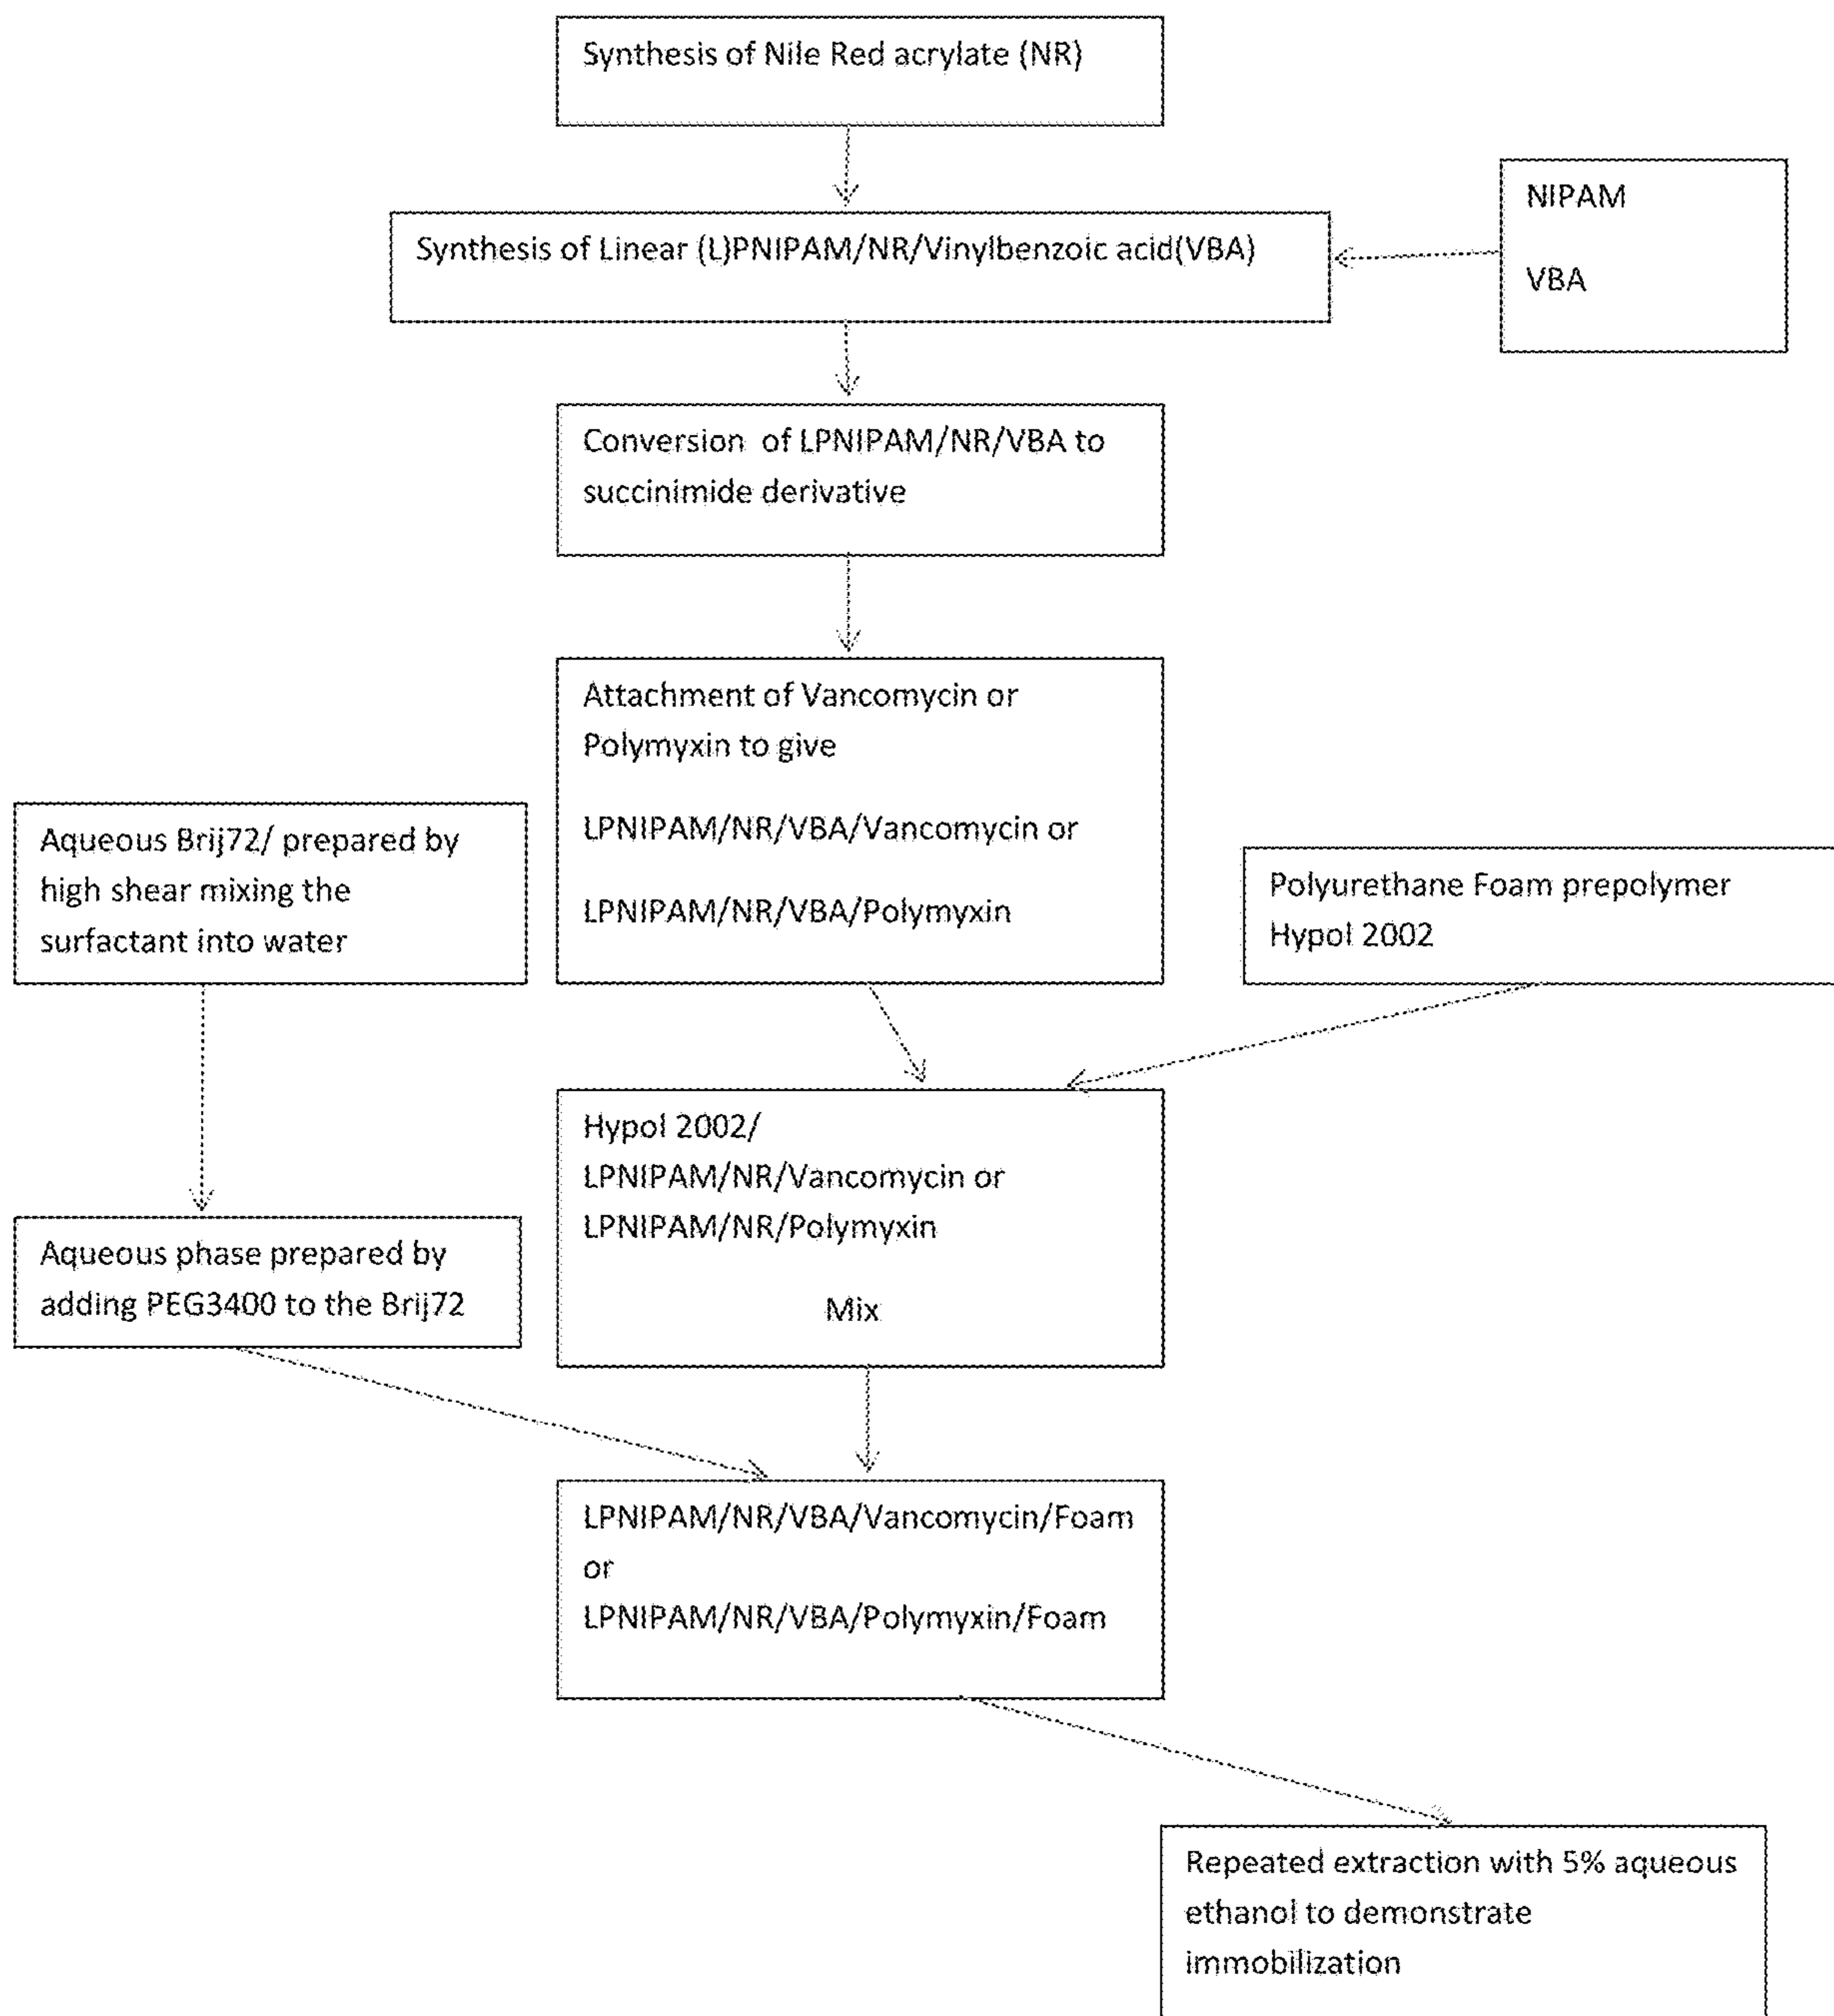 Synthesis of Nile Red acrylate (NR)
NIPAM
VBA
Synthesis of Linear (L)PNIPAM/NR/Vinylbenzoic acid(VBA)
Conversion of LPNIPAM/NR/VBA to
succinimide derivative
Attachment of Vancomycin or
Polymyxin to give
LPNIPAM/NR/VBA/Vancomycin or
LPNIPAM/NR/VBA/Polymyxin
Aqueous Brij72/ prepared by
high shear mixing the
surfactant into water
Polyurethane Foam prepolymer
Hypol 2002
Hypol 2002/
LPNIPAM/NR/Vancomycin or
LPNIPAM/NR/Polymyxin
Mix
Aqueous phase prepared by
adding PEG3400 to the Brij72
LPNIPAM/NR/VBA/Vancomycin/Foam
or
LPNIPAM/NR/VBA/Polymyxin/Foam
Repeated extraction with 5% aqueous
ethanol to demonstrate
immobilization